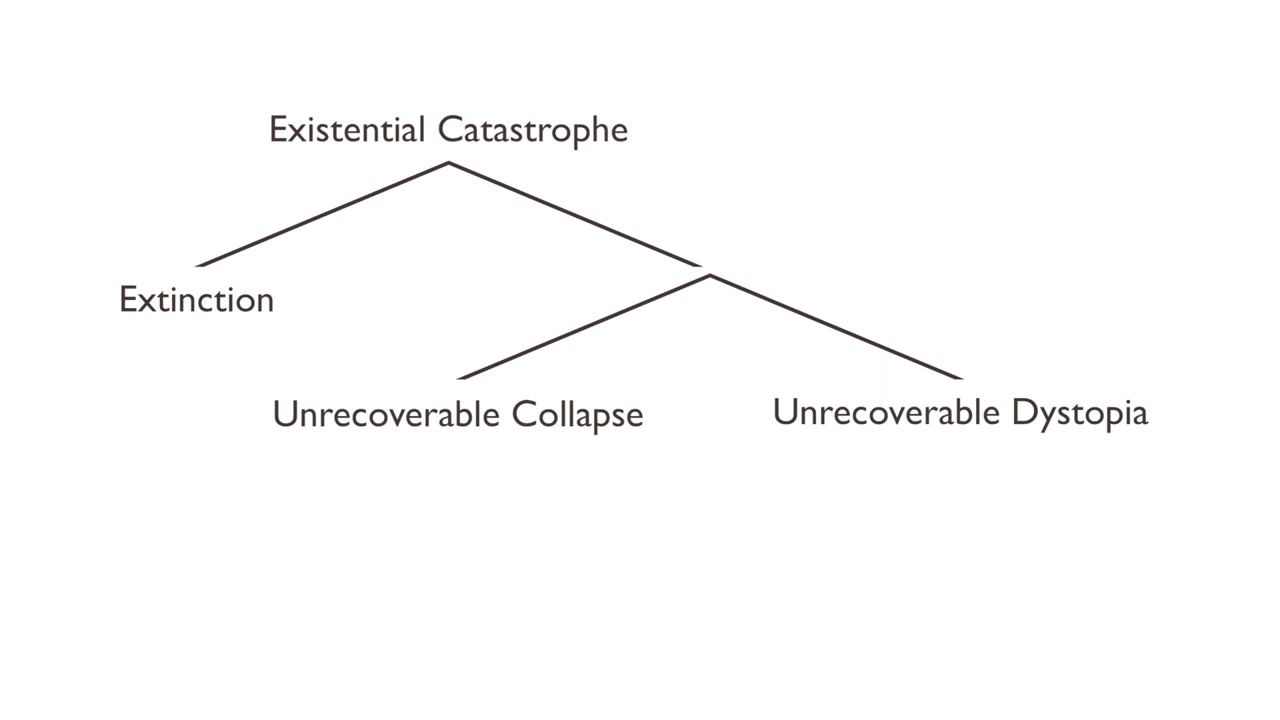 Existential Catastrophe
Extinction
Unrecoverable Collapse
Unrecoverable Dystopia